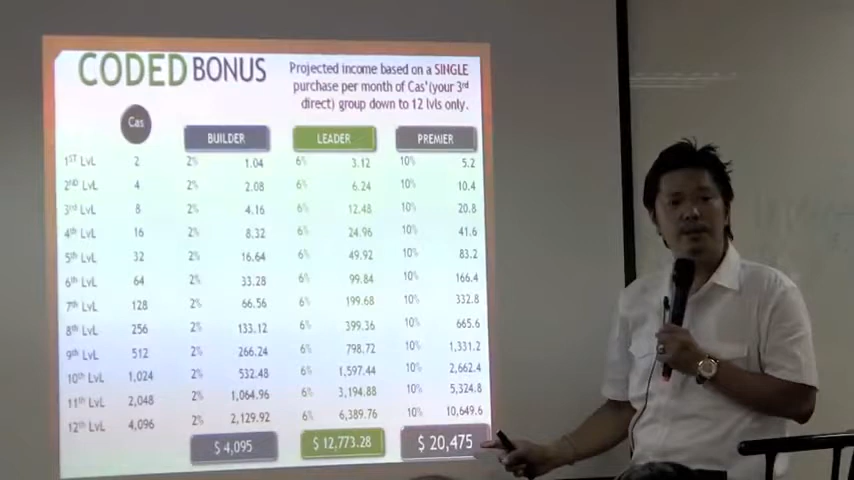 CODED BONUS
Projected income based on a SINGLE
purchase per month of Cas'(your 3rd
direct) group down to 12 lvls only.
Cas BUILDER LEADER PREMIER
1ST LvL 2 2% 1.04 6% 3.12 10% 5.2
2ND LvL 4 2% 2.08 6% 6.24 10% 10.4
3rd LvL 8 2% 4.16 6% 12.48 10% 20.8
4th LvL 16 2% 8.32 6% 24.96 10% 41.6
5th LvL 32 2% 16.64 6% 49.92 10% 83.2
6th LvL 64 2% 33.28 6% 99.84 10% 166.4
7th LvL 128 2% 66.56 6% 199.68 10% 332.8
8th LvL 256 2% 133.12 6% 399.36 10% 665.6
9th LvL 512 2% 266.24 6% 798.72 10% 1,331.2
10th LvL 1,024 2% 532.48 6% 1,597.44 10% 2,662.4
11th LvL 2,048 2% 1,064.96 6% 3,194.88 10% 5,324.8
12th LvL 4,096 2% 2,129.92 6% 6,389.76 10% 10,649.6
$ 4,095 $ 12,773.28 $ 20,475